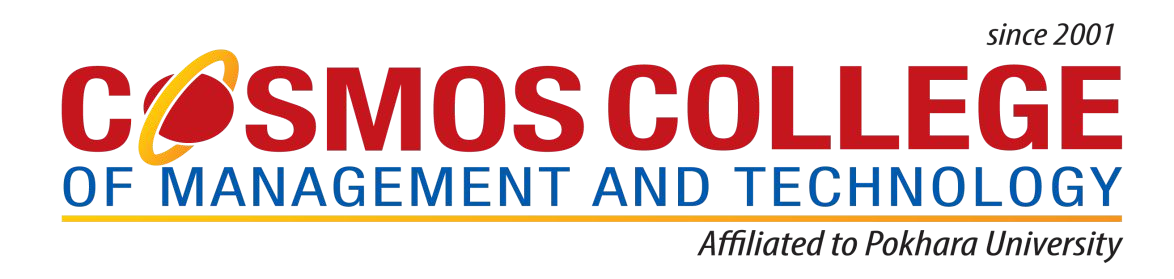 since 2001
COSMOS COLLEGE
OF MANAGEMENT AND TECHNOLOGY
Affiliated to Pokhara University